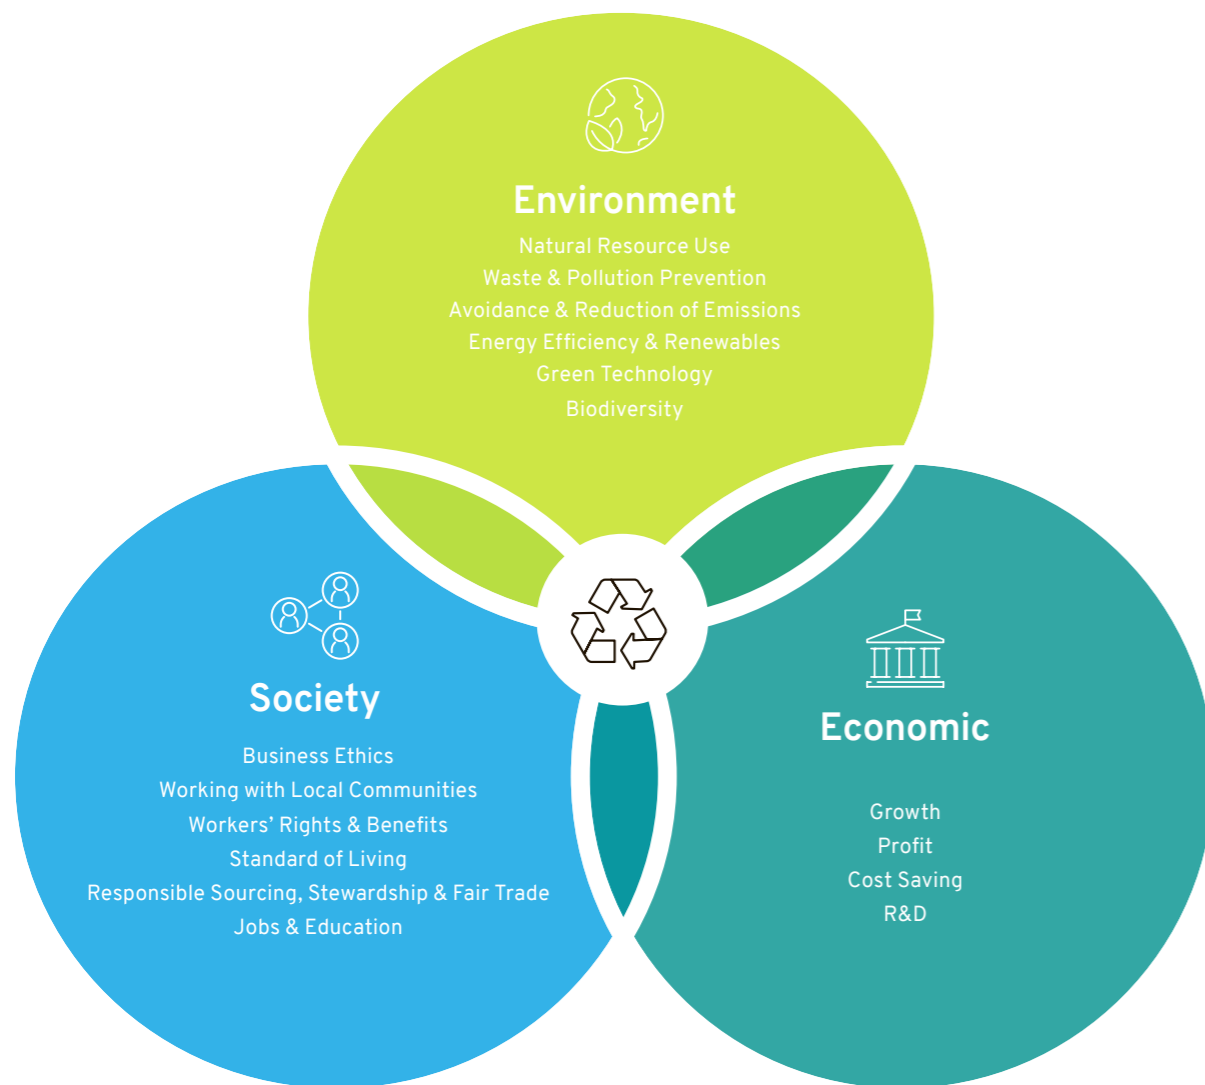 Environment
Natural Resource Use
Waste & Pollution Prevention
Avoidance & Reduction of Emissions
Energy Efficiency & Renewables
Green Technology
Biodiversity
Society
Business Ethics
Working with Local Communities
Workers’ Rights & Benefits
Standard of Living
Responsible Sourcing, Stewardship & Fair Trade
Jobs & Education
Economic
Growth
Profit
Cost Saving
R&D